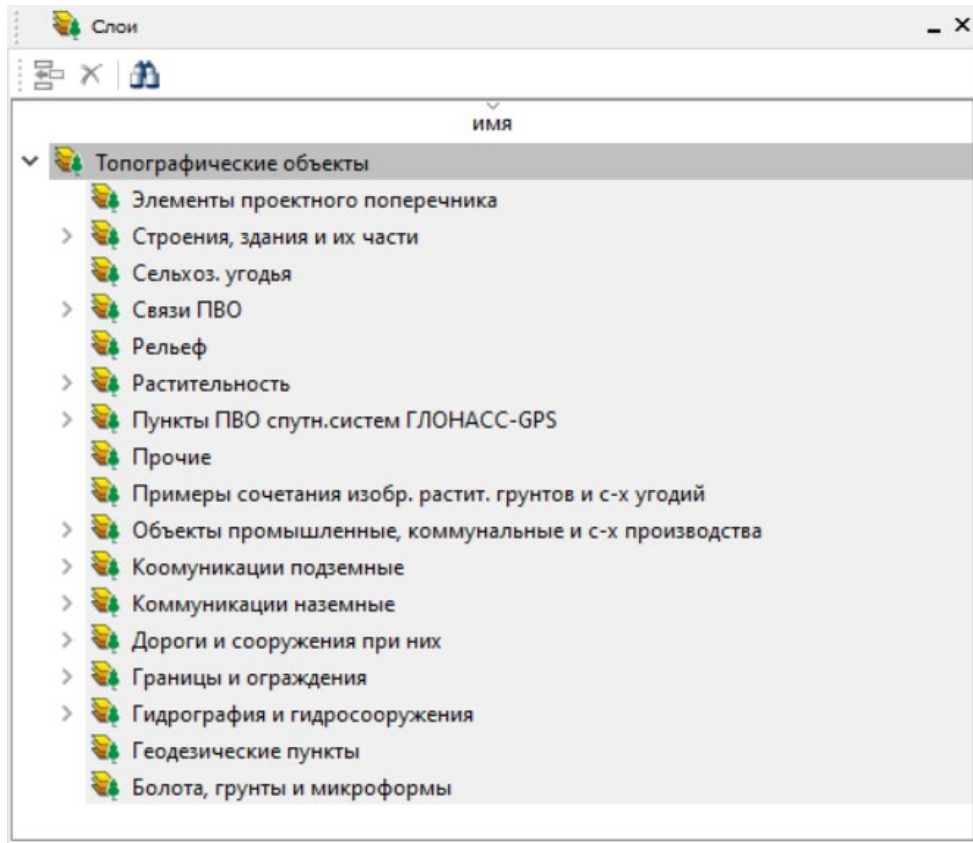 Слои
имя
Топографические объекты
Элементы проектного поперечника
Строения, здания и их части
Сельхоз. угодья
Связи ПВО
Рельеф
Растительность
Пункты ПВО спутн.систем ГЛОНАСС-GPS
Прочие
Примеры сочетания изобр. растит. грунтов и с-х угодий
Объекты промышленные, коммунальные и с-х производства
Коомуникации подземные
Коммуникации наземные
Дороги и сооружения при них
Границы и ограждения
Гидрография и гидросооружения
Геодезические пункты
Болота, грунты и микроформы